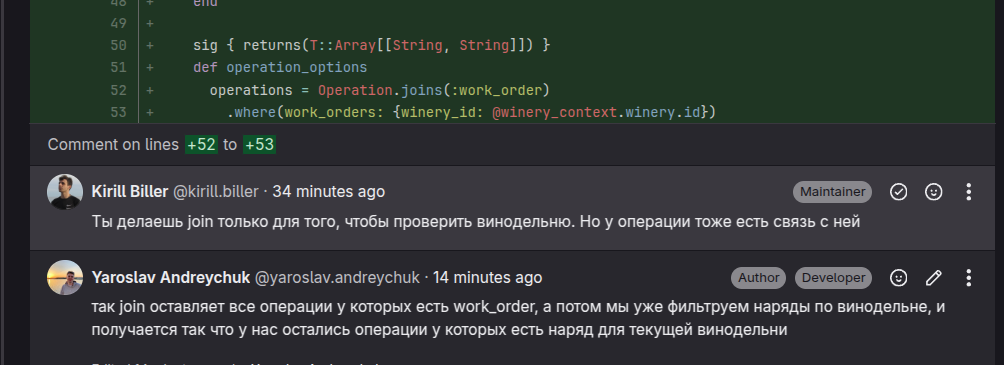 48 + end
49 +
50 + sig { returns(T::Array[[String, String]]) }
51 + def operation_options
52 + operations = Operation.joins(:work_order)
53 + .where(work_orders: {winery_id: @winery_context.winery.id})
Comment on lines +52 to +53
Kirill Biller @kirill.biller · 34 minutes ago Maintainer
Ты делаешь join только для того, чтобы проверить винодельню. Но у операции тоже есть связь с ней
Yaroslav Andreychuk @yaroslav.andreychuk · 14 minutes ago Author Developer
так join оставляет все операции у которых есть work_order, а потом мы уже фильтруем наряды по винодельне, и
получается так что у нас остались операции у которых есть наряд для текущей винодельни